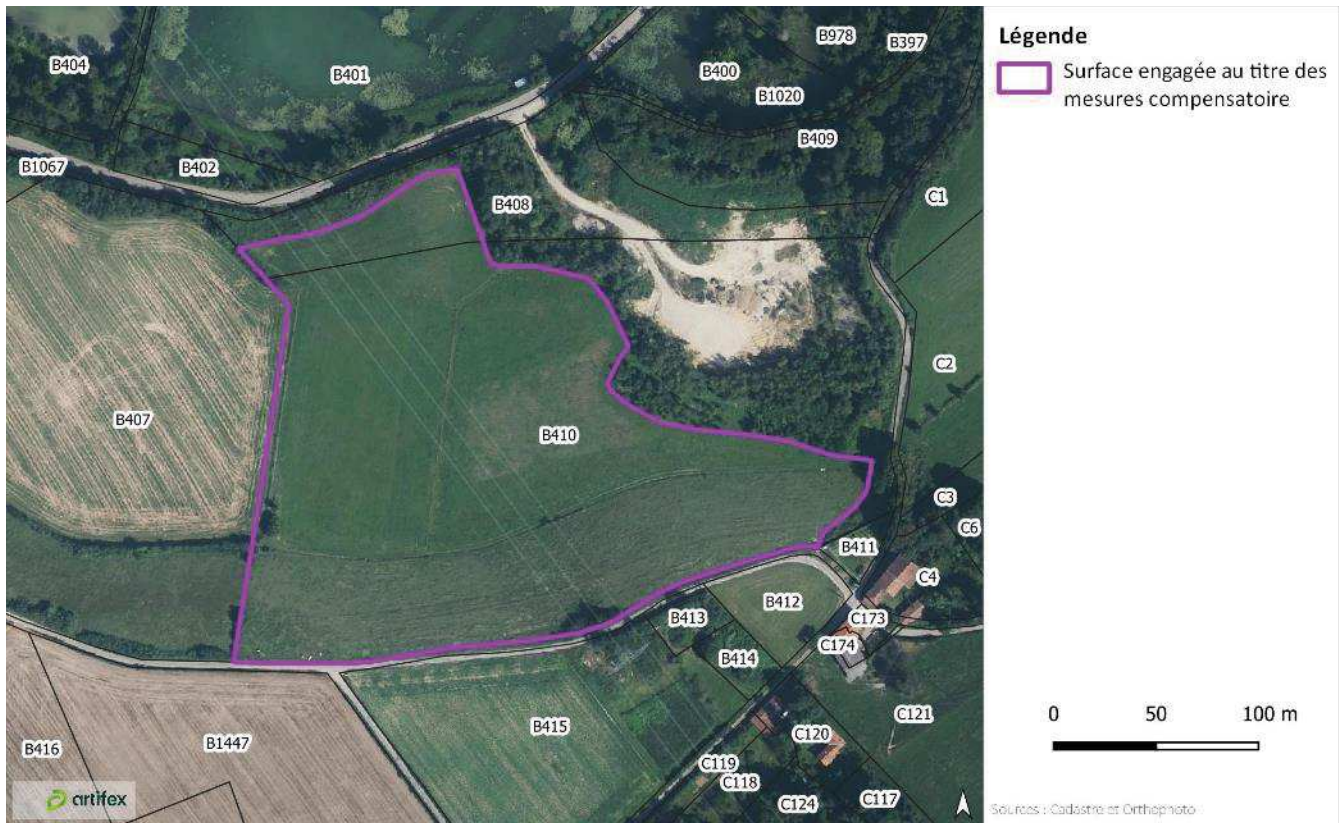 B404
B401
B400
B978
B397
B1020
B409
B402
B1067
B408
C1
C2
B407
B410
C3
C6
B411
C4
B412
B413
C173
C174
B414
B415
C121
B416
B1447
C120
C119
C118
C124
C117
artifex
Légende
Surface engagée au titre des
mesures compensatoire
0 50 100 m
Sources : Cadastre et Orthophoto